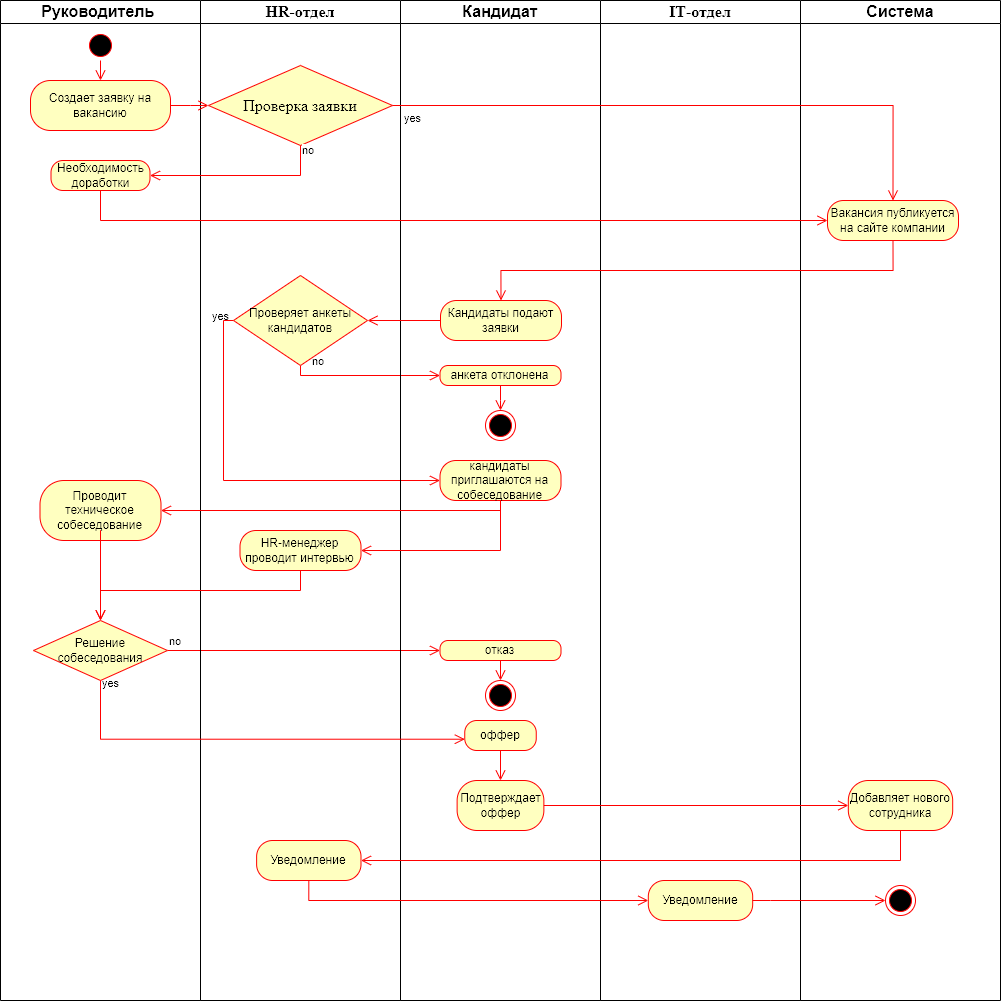 Руководитель
HR-отдел
Кандидат
IT-отдел
Система
Создает заявку на
вакансию
Проверка заявки
yes
no
Необходимость
доработки
Вакансия публикуется
на сайте компании
Кандидаты подают
заявки
Проверяет анкеты
кандидатов
yes
no
анкета отклонена
кандидаты
приглашаются на
собеседование
Проводит
техническое
собеседование
HR-менеджер
проводит интервью
Решение
собеседования
no
yes
отказ
оффер
Подтверждает
оффер
Добавляет нового
сотрудника
Уведомление
Уведомление